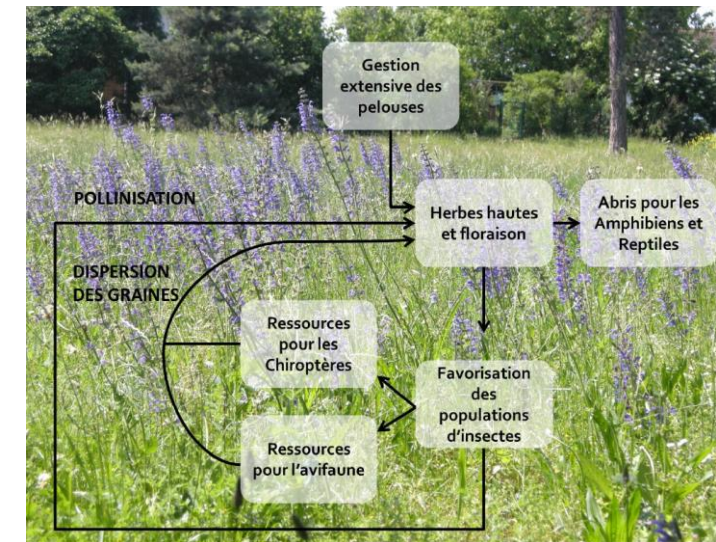 Gestion
extensive des
pelouses
POLLINISATION
Herbes hautes
et floraison
Abris pour les
Amphibiens et
Reptiles
DISPERSION
DES GRAINES
Ressources
pour les
Chiroptères
Favorisation
des
populations
d'insectes
Ressources
pour l'avifaune